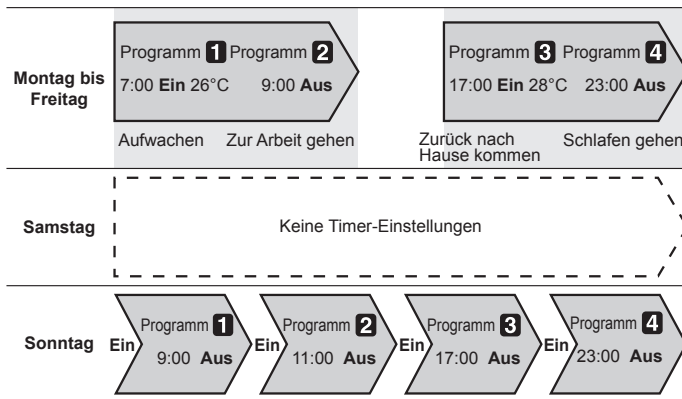 Montag bis
Freitag
Programm 1 Programm 2
7:00 Ein 26°C 9:00 Aus
Aufwachen Zur Arbeit gehen
Programm 3 Programm 4
17:00 Ein 28°C 23:00 Aus
Zurück nach
Hause kommen
Schlafen gehen
Samstag
Keine Timer-Einstellungen
Sonntag
Ein
Programm 1
9:00 Aus
Ein
Programm 2
11:00 Aus
Ein
Programm 3
17:00 Aus
Ein
Programm 4
23:00 Aus